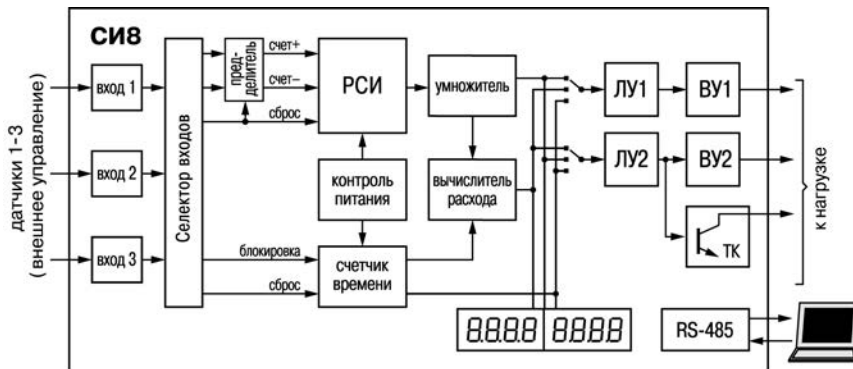 СИ8
датчики 1-3
(внешнее управление)
вход 1
вход 2
вход 3
Селектор входов
пред-
делитель
счет+
счет–
сброс
РСИ
умножитель
контроль
питания
вычислитель
расхода
блокировка
сброс
счетчик
времени
ЛУ1
ВУ1
ЛУ2
ВУ2
ТК
к нагрузке
8.8.8.8 8.8.8.8
RS-485